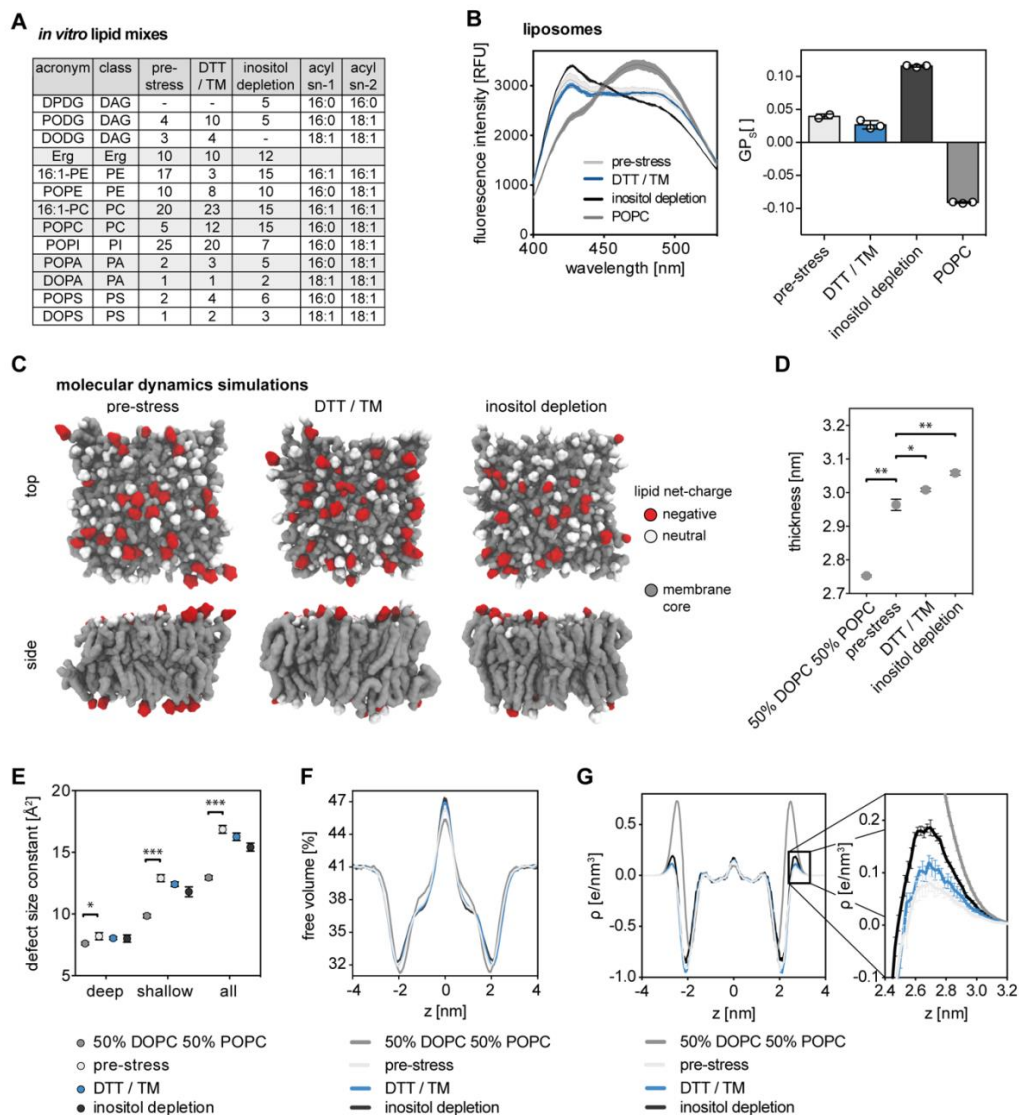 A
in vitro lipid mixes
acronym class pre-stress DTT / TM inositol depletion acyl sn-1 acyl sn-2
DPDG DAG - - 5 16:0 16:0
PODG DAG 4 10 5 16:0 18:1
DODG DAG 3 4 - 18:1 18:1
Erg Erg 10 10 12
16:1-PE PE 17 3 15 16:1 16:1
POPE PE 10 8 10 16:0 18:1
16:1-PC PC 20 23 15 16:1 16:1
POPC PC 5 12 15 16:0 18:1
POPI PI 25 20 7 16:0 18:1
POPA PA 2 3 5 16:0 18:1
DOPA PA 1 1 2 18:1 18:1
POPS PS 2 4 6 16:0 18:1
DOPS PS 1 2 3 18:1 18:1
B
liposomes
fluorescence intensity [RFU]
3000
2000
1000
0
400 450 500
wavelength [nm]
pre-stress
DTT / TM
inositol depletion
POPC
GPS[ ]
0.10
0.05
0.00
-0.05
-0.10
pre-stress
DTT / TM
inositol depletion
POPC
C
molecular dynamics simulations
pre-stress
DTT / TM
inositol depletion
top
side
lipid net-charge
negative
neutral
membrane
core
D
thickness [nm]
3.2
3.1
3.0
2.9
2.8
2.7
**
*
**
50% DOPC 50% POPC
pre-stress
DTT / TM
inositol depletion
E
defect size constant [Å²]
20
15
10
5
*
***
***
deep shallow all
50% DOPC 50% POPC
pre-stress
DTT / TM
inositol depletion
F
free volume [%]
47
44
41
38
35
32
-4 -2 0 2 4
z [nm]
50% DOPC 50% POPC
pre-stress
DTT / TM
inositol depletion
G
ρ [e/nm³]
0.5
0.0
-0.5
-1.0
-4 -2 0 2 4
z [nm]
ρ [e/nm³]
0.2
0.1
0.0
-0.1
2.4 2.6 2.8 3.0 3.2
z [nm]
50% DOPC 50% POPC
pre-stress
DTT / TM
inositol depletion